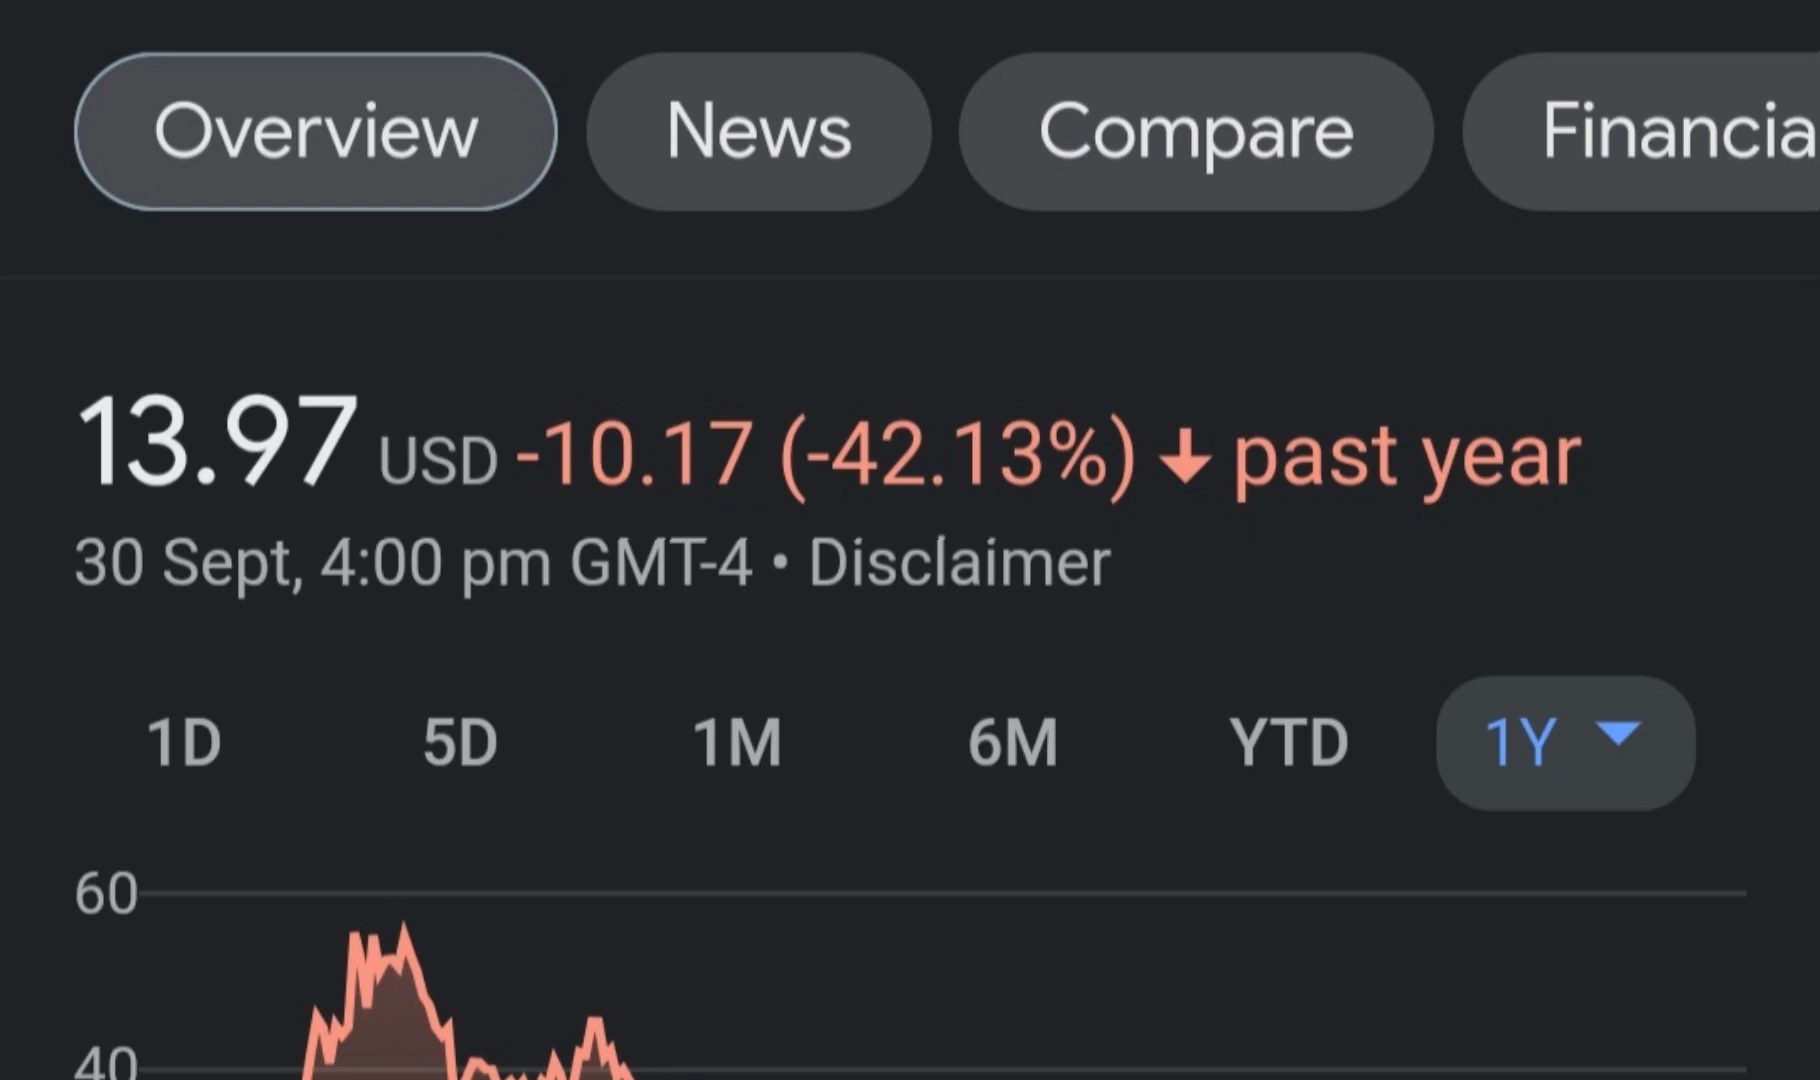 Overview News Compare Financia
13.97 USD -10.17 (-42.13%) ↓ past year
30 Sept, 4:00 pm GMT-4 • Disclaimer
1D 5D 1M 6M YTD 1Y
60
40